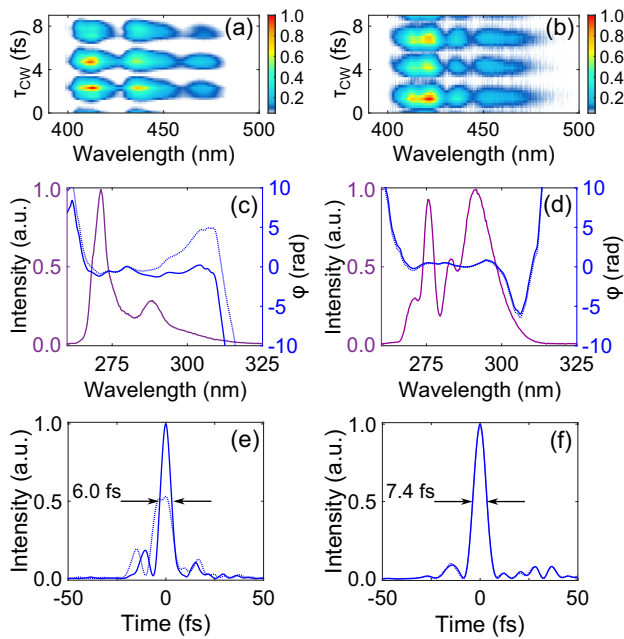 (a)
τCW (fs)
8
4
0
400
450
500
Wavelength (nm)
1.0
0.8
0.6
0.4
0.2
(b)
τCW (fs)
8
4
0
400
450
500
Wavelength (nm)
1.0
0.8
0.6
0.4
0.2
(c)
Intensity (a.u.)
1.0
0.5
0.0
275
300
325
Wavelength (nm)
10
5
0
-5
-10
φ (rad)
(d)
Intensity (a.u.)
1.0
0.5
0.0
275
300
325
Wavelength (nm)
10
5
0
-5
-10
φ (rad)
(e)
Intensity (a.u.)
1.0
0.5
0.0
6.0 fs
-50
0
50
Time (fs)
(f)
Intensity (a.u.)
1.0
0.5
0.0
7.4 fs
-50
0
50
Time (fs)